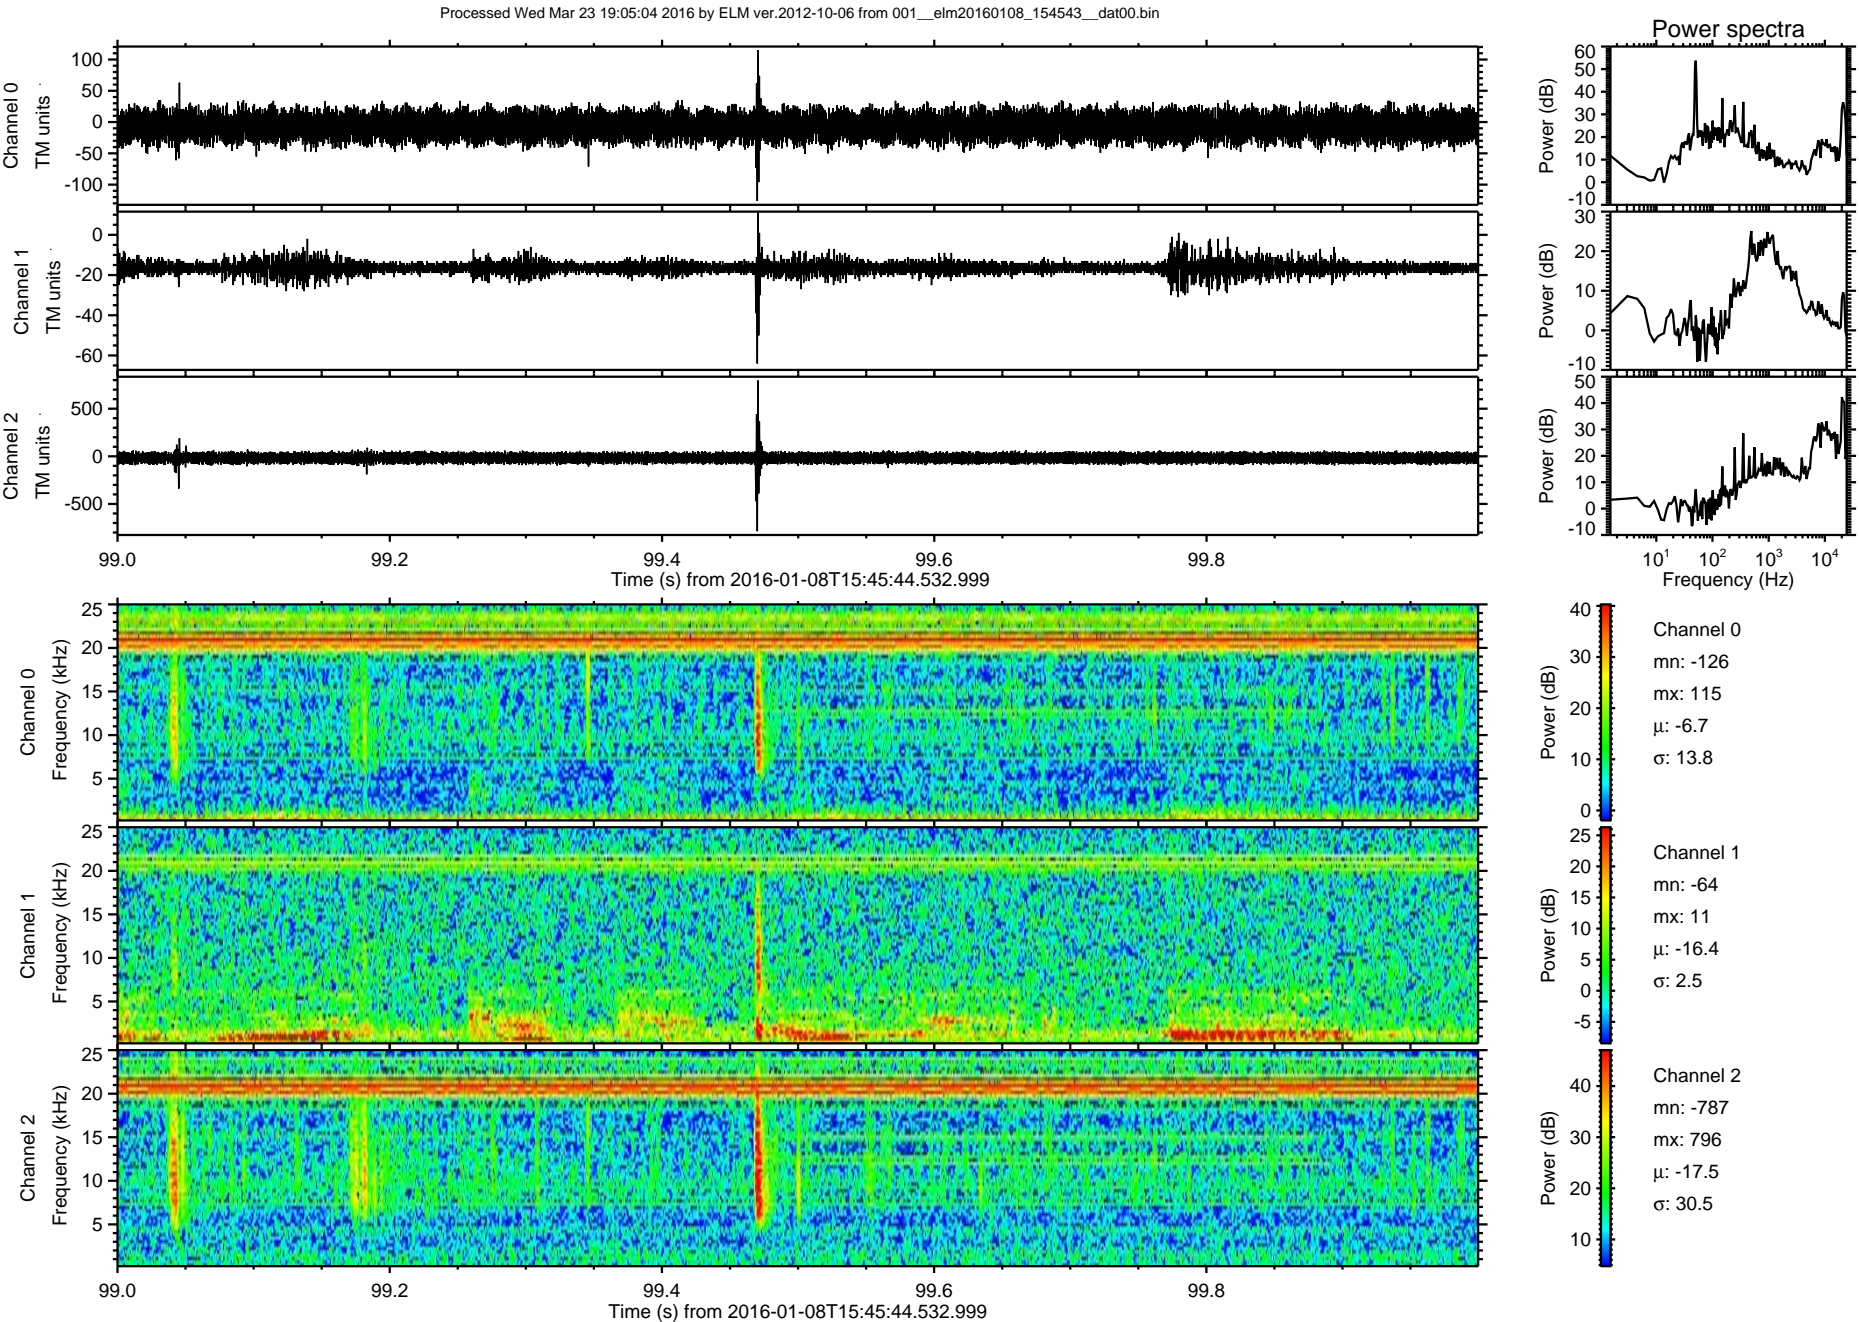 Processed Wed Mar 23 19:05:04 2016 by ELM ver.2012-10-06 from 001__elm20160108_154543__dat00.bin
Power spectra
Channel 0
TM units
100
50
0
-50
-100
Power (dB)
60
50
40
30
20
10
0
-10
Channel 1
TM units
0
-20
-40
-60
Power (dB)
30
20
10
0
-10
Channel 2
TM units
500
0
-500
Power (dB)
50
40
30
20
10
0
-10
99.0 99.2 99.4 99.6 99.8
Time (s) from 2016-01-08T15:45:44.532.999
10¹ 10² 10³ 10⁴
Frequency (Hz)
Channel 0
Frequency (kHz)
25
20
15
10
5
Power (dB)
40
30
20
10
0
Channel 0
mn: -126
mx: 115
μ: -6.7
σ: 13.8
Channel 1
Frequency (kHz)
25
20
15
10
5
Power (dB)
25
20
15
10
5
0
-5
Channel 1
mn: -64
mx: 11
μ: -16.4
σ: 2.5
Channel 2
Frequency (kHz)
25
20
15
10
5
Power (dB)
40
30
20
10
Channel 2
mn: -787
mx: 796
μ: -17.5
σ: 30.5
99.0 99.2 99.4 99.6 99.8
Time (s) from 2016-01-08T15:45:44.532.999